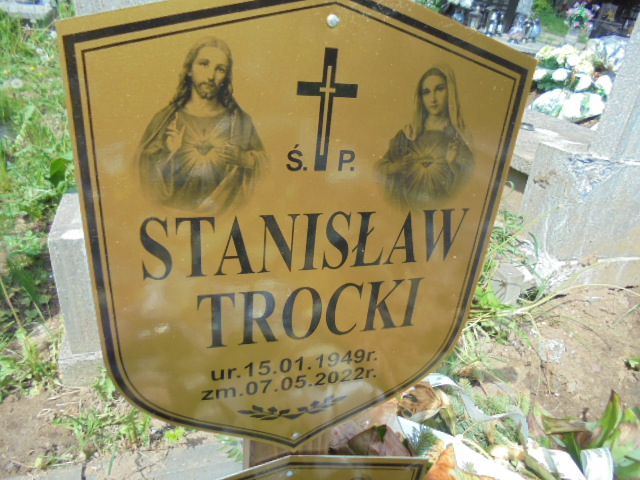 Ś. P.
STANISŁAW
TROCKI
ur.15.01.1949r.
zm.07.05.2022r.